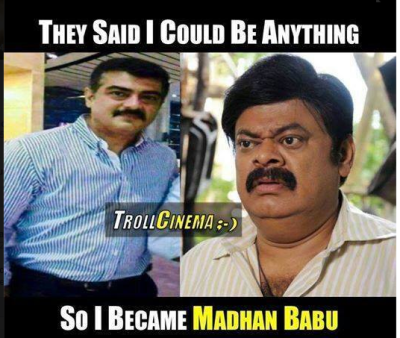 THEY SAID I COULD BE ANYTHING
TROLLCINEMA ;-)
SO I BECAME MADHAN BABU